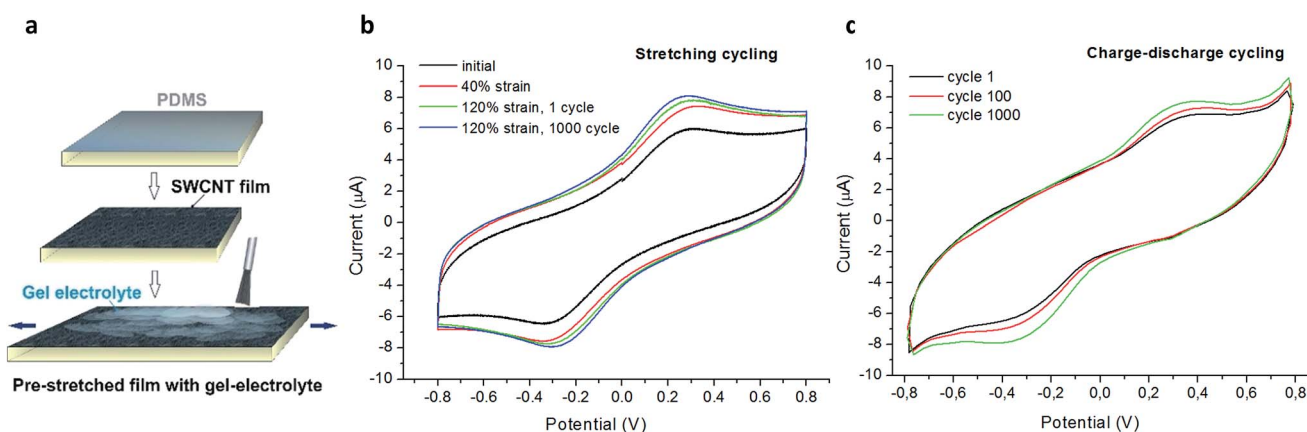 a
PDMS
SWCNT film
Gel electrolyte
Pre-stretched film with gel-electrolyte
b
Stretching cycling
initial
40% strain
120% strain, 1 cycle
120% strain, 1000 cycle
10
8
6
4
2
0
-2
-4
-6
-8
-10
Current (μA)
-0.8 -0.6 -0.4 -0.2 0.0 0.2 0.4 0.6 0.8
Potential (V)
c
Charge-discharge cycling
cycle 1
cycle 100
cycle 1000
10
8
6
4
2
0
-2
-4
-6
-8
-10
Current (μA)
-0,8 -0,6 -0,4 -0,2 0,0 0,2 0,4 0,6 0,8
Potential (V)